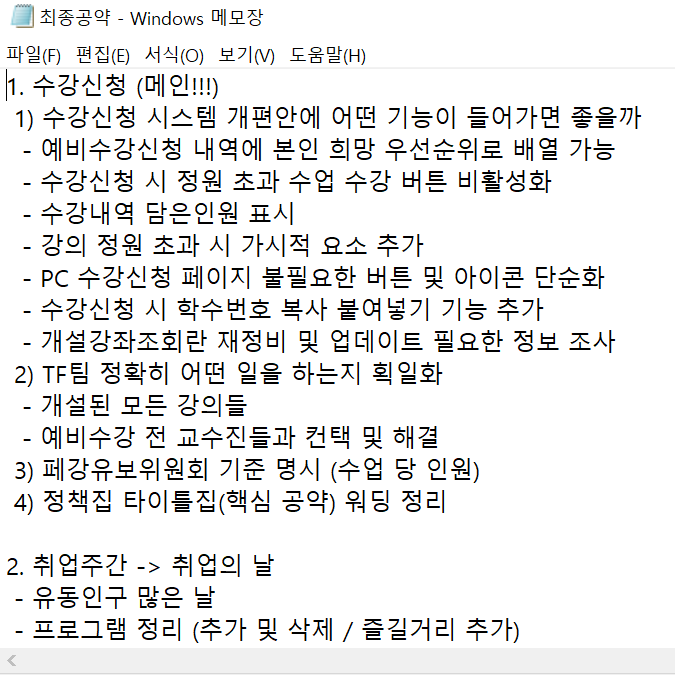 최종공약 - Windows 메모장
파일(F) 편집(E) 서식(O) 보기(V) 도움말(H)
1. 수강신청 (메인!!!)
1) 수강신청 시스템 개편안에 어떤 기능이 들어가면 좋을까
- 예비수강신청 내역에 본인 희망 우선순위로 배열 가능
- 수강신청 시 정원 초과 수업 수강 버튼 비활성화
- 수강내역 담은인원 표시
- 강의 정원 초과 시 가시적 요소 추가
- PC 수강신청 페이지 불필요한 버튼 및 아이콘 단순화
- 수강신청 시 학수번호 복사 붙여넣기 기능 추가
- 개설강좌조회란 재정비 및 업데이트 필요한 정보 조사
2) TF팀 정확히 어떤 일을 하는지 획일화
- 개설된 모든 강의들
- 예비수강 전 교수진들과 컨택 및 해결
3) 폐강유보위원회 기준 명시 (수업 당 인원)
4) 정책집 타이틀집(핵심 공약) 워딩 정리
2. 취업주간 -> 취업의 날
- 유동인구 많은 날
- 프로그램 정리 (추가 및 삭제 / 즐길거리 추가)